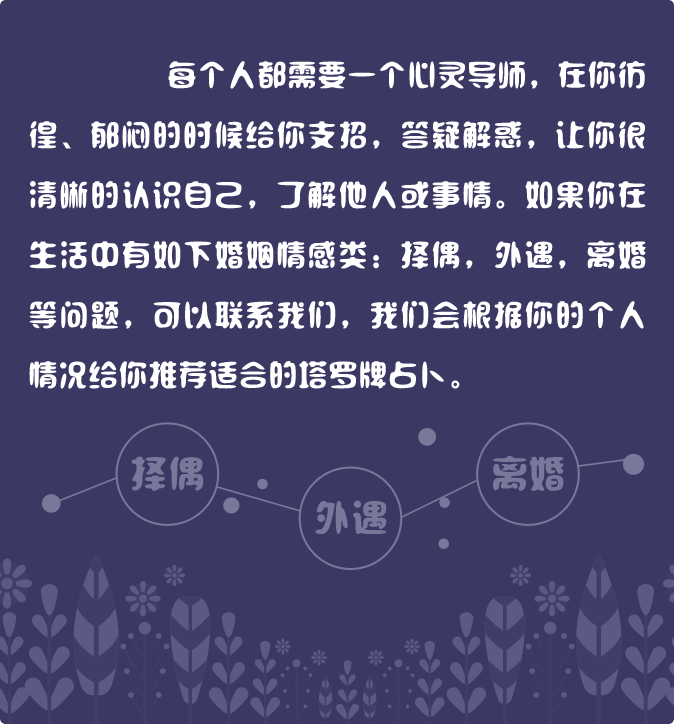 每个人都需要一个心灵导师，在你彷
徨、郁闷的时候给你支招，答疑解惑，让你很
清晰的认识自己，了解他人或事情。如果你在
生活中有如下婚姻情感类：择偶，外遇，离婚
等问题，可以联系我们，我们会根据你的个人
情况给你推荐适合的塔罗牌占卜。
择偶
外遇
离婚